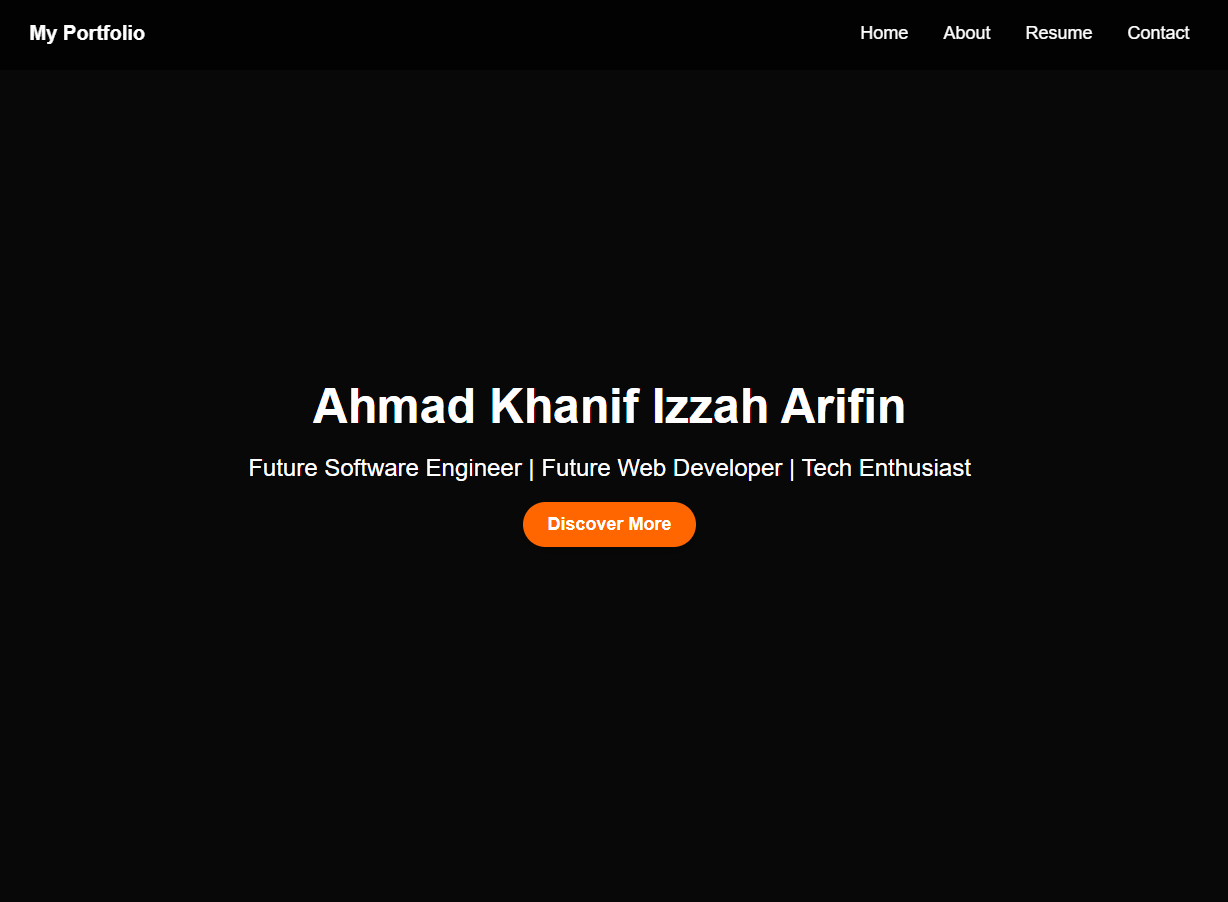 My Portfolio
Home About Resume Contact
Ahmad Khanif Izzah Arifin
Future Software Engineer | Future Web Developer | Tech Enthusiast
Discover More